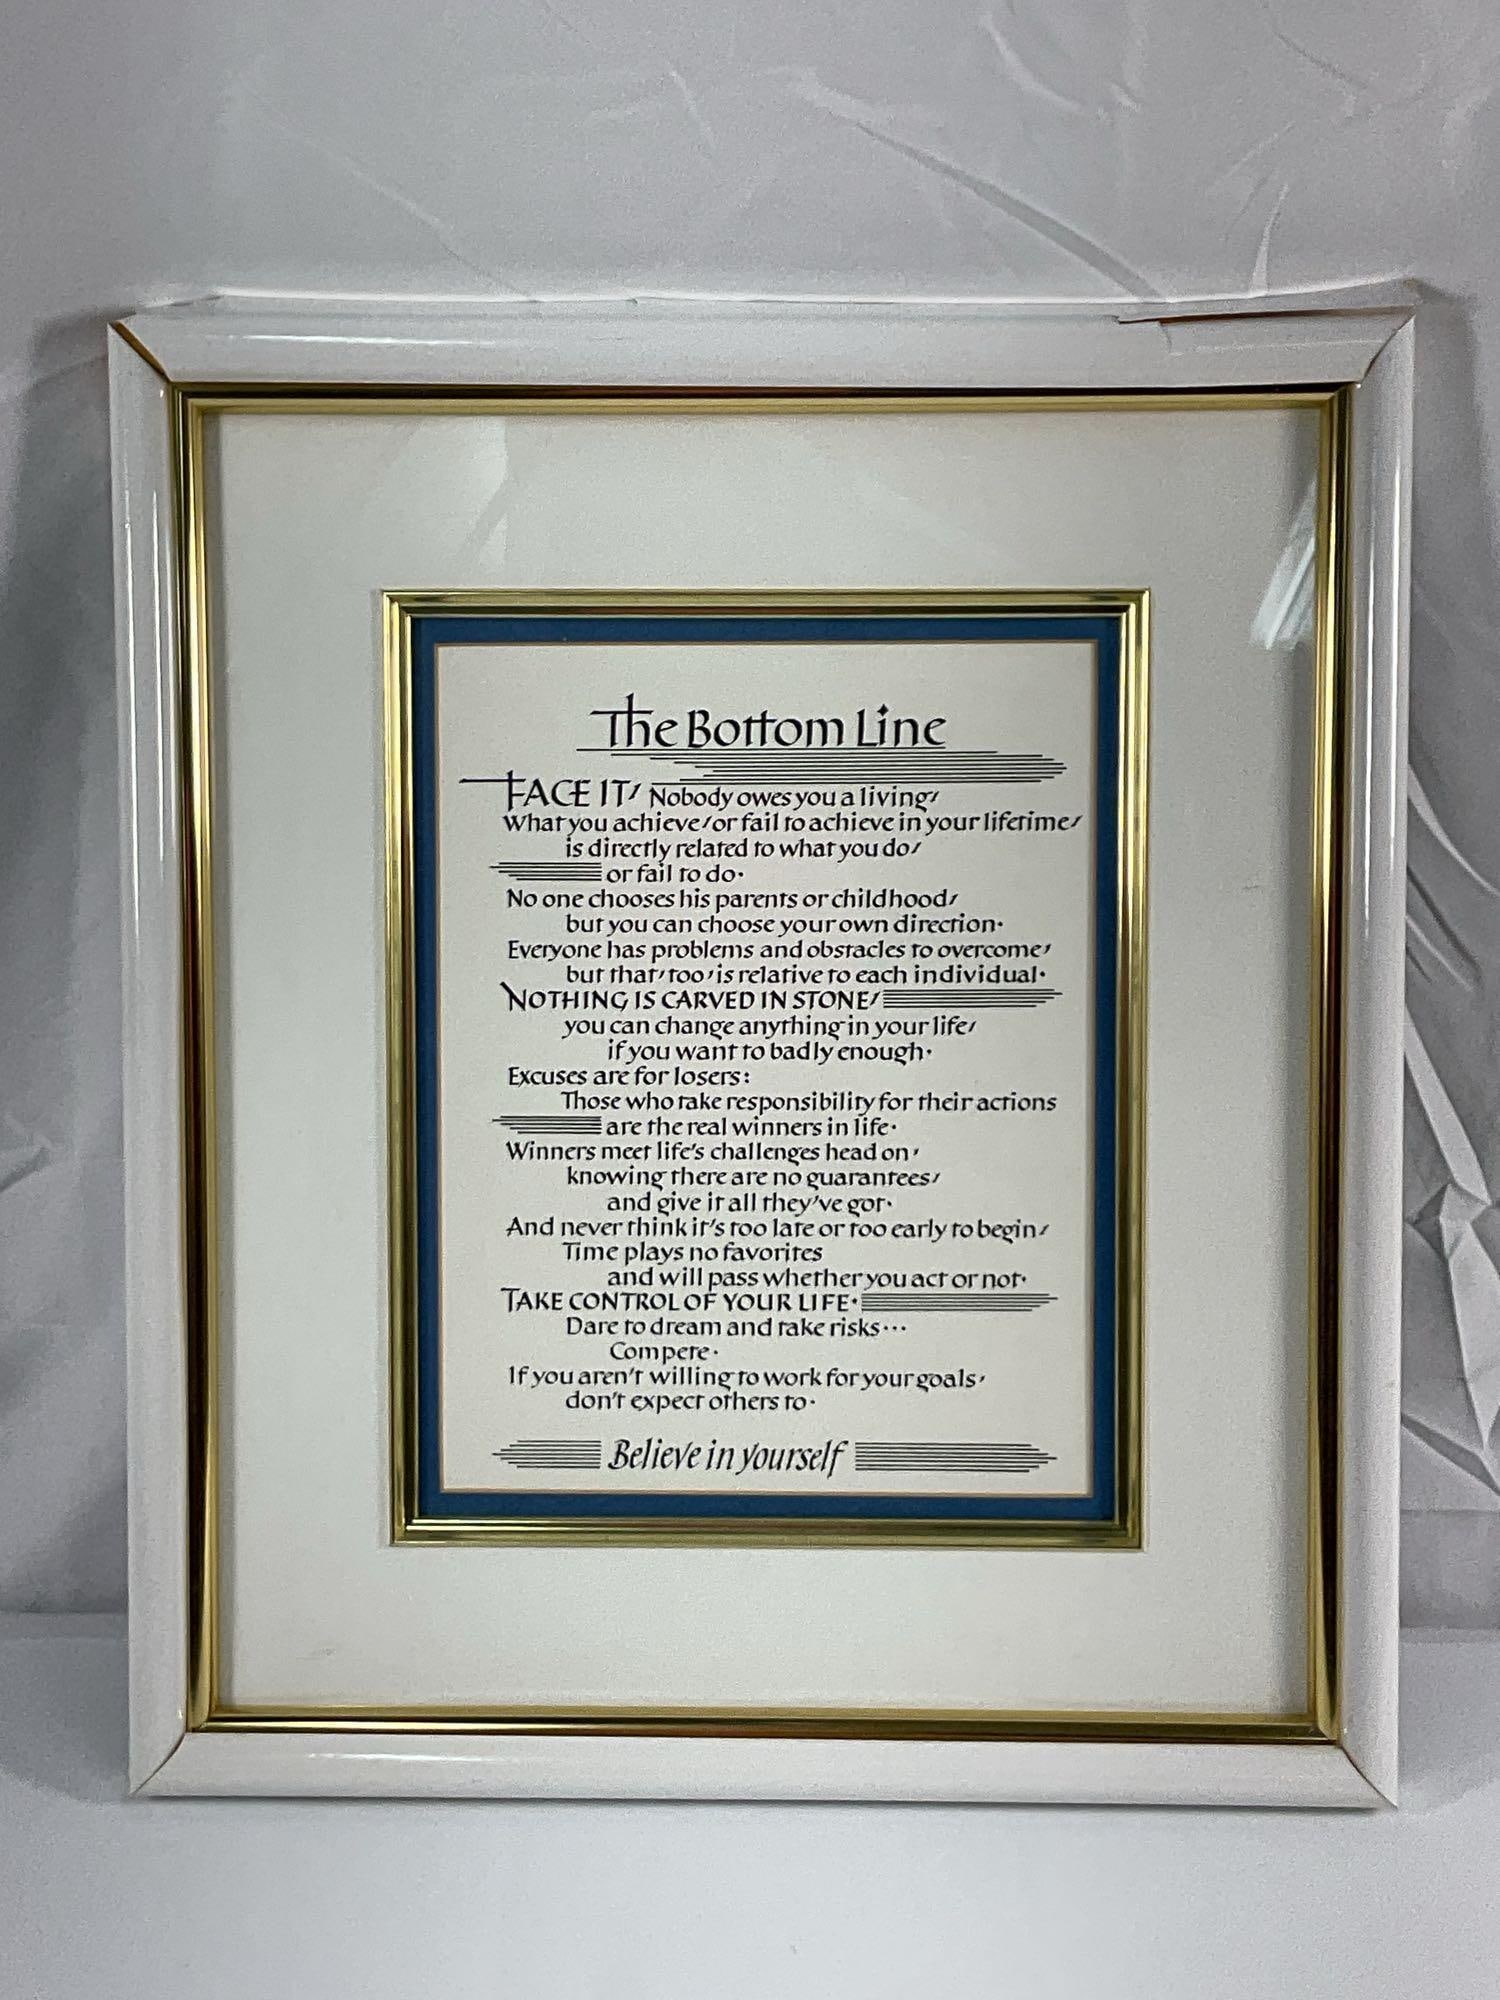 The Bottom Line
FACE IT, Nobody owes you a living,
What you achieve, or fail to achieve in your lifetime,
is directly related to what you do,
or fail to do.
No one chooses his parents or childhood,
but you can choose your own direction.
Everyone has problems and obstacles to overcome,
but that, too, is relative to each individual.
NOTHING IS CARVED IN STONE,
you can change anything in your life,
if you want to badly enough.
Excuses are for losers:
Those who take responsibility for their actions
are the real winners in life.
Winners meet life's challenges head on,
knowing there are no guarantees,
and give it all they've got.
And never think it's too late or too early to begin,
Time plays no favorites
and will pass whether you act or not.
TAKE CONTROL OF YOUR LIFE.
Dare to dream and take risks...
Compete.
If you aren't willing to work for your goals,
don't expect others to.
Believe in yourself